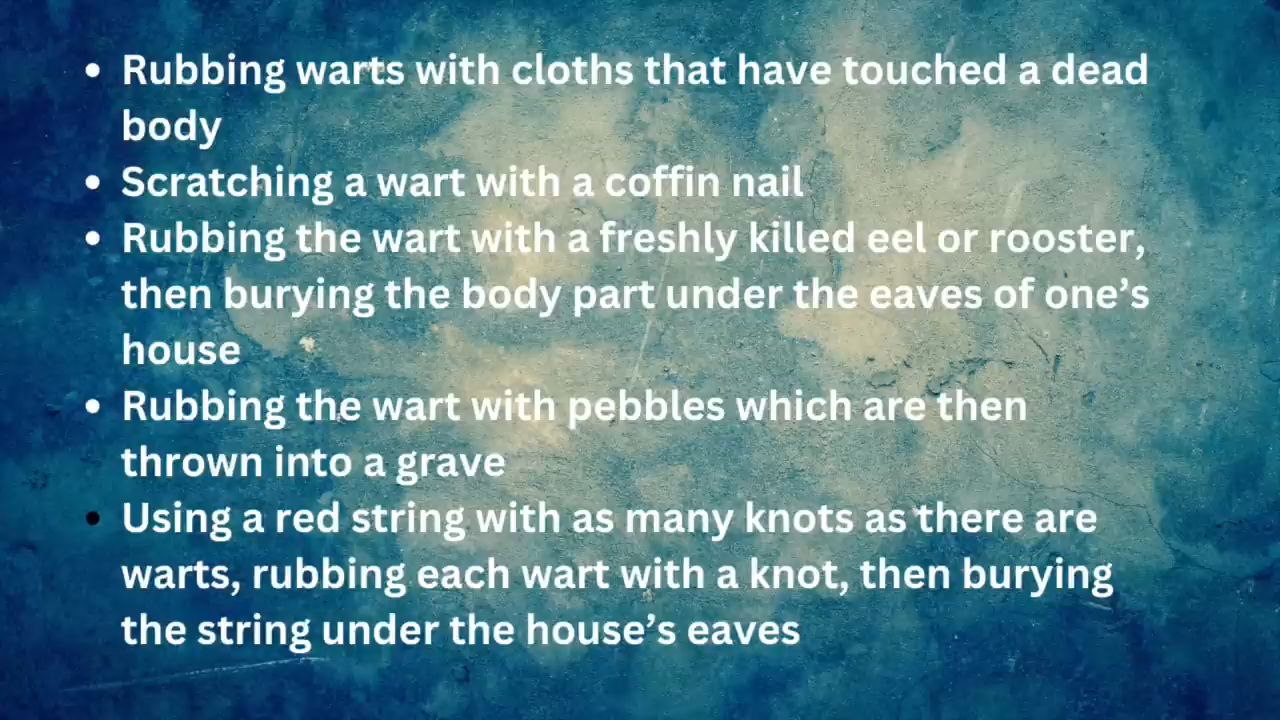 • Rubbing warts with cloths that have touched a dead
body
• Scratching a wart with a coffin nail
• Rubbing the wart with a freshly killed eel or rooster,
then burying the body part under the eaves of one’s
house
• Rubbing the wart with pebbles which are then
thrown into a grave
• Using a red string with as many knots as there are
warts, rubbing each wart with a knot, then burying
the string under the house’s eaves